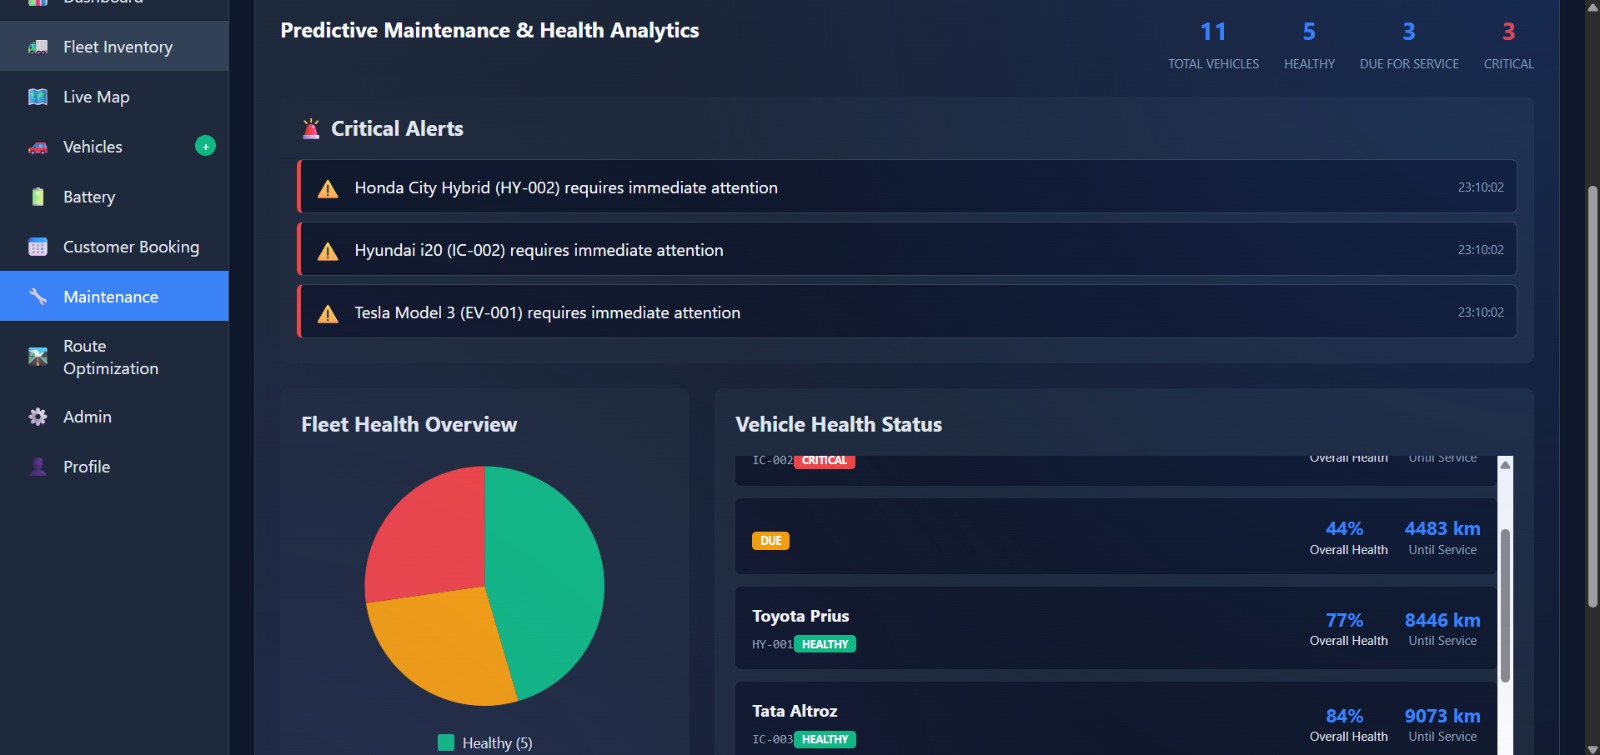 Dashboard
Fleet Inventory
Live Map
Vehicles +
Battery
Customer Booking
Maintenance
Route
Optimization
Admin
Profile
Predictive Maintenance & Health Analytics
11 5 3 3
TOTAL VEHICLES HEALTHY DUE FOR SERVICE CRITICAL
Critical Alerts
Honda City Hybrid (HY-002) requires immediate attention 23:10:02
Hyundai i20 (IC-002) requires immediate attention 23:10:02
Tesla Model 3 (EV-001) requires immediate attention 23:10:02
Fleet Health Overview
Healthy (5)
Vehicle Health Status
IC-002 CRITICAL Overall Health Until Service
44% 4483 km
DUE
Overall Health Until Service
Toyota Prius 77% 8446 km
HY-001 HEALTHY Overall Health Until Service
Tata Altroz 84% 9073 km
IC-003 HEALTHY Overall Health Until Service